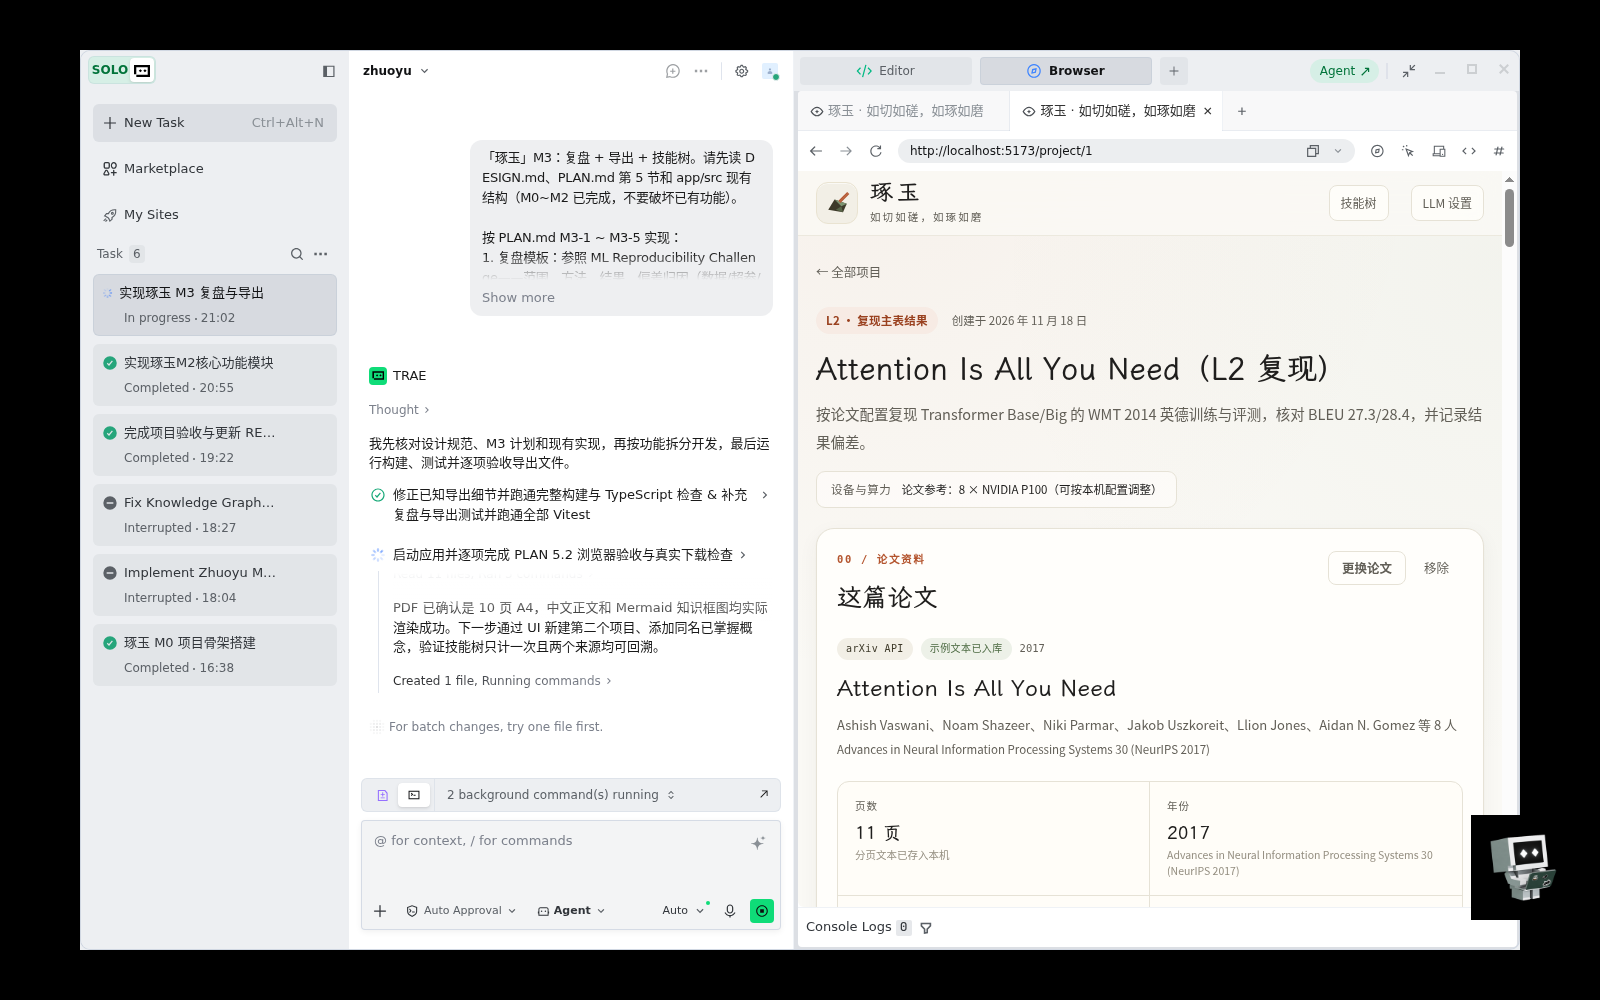 SOLO
New Task Ctrl+Alt+N
Marketplace
My Sites
Task 6
实现琢玉 M3 复盘与导出
In progress · 21:02
实现琢玉M2核心功能模块
Completed · 20:55
完成项目验收与更新 RE...
Completed · 19:22
Fix Knowledge Graph...
Interrupted · 18:27
Implement Zhuoyu M...
Interrupted · 18:04
琢玉 M0 项目骨架搭建
Completed · 16:38
zhuoyu
「琢玉」M3：复盘 + 导出 + 技能树。请先读 D
ESIGN.md、PLAN.md 第 5 节和 app/src 现有
结构（M0~M2 已完成，不要破坏已有功能）。
按 PLAN.md M3-1 ~ M3-5 实现：
1. 复盘模板：参照 ML Reproducibility Challen
Show more
TRAE
Thought
我先核对设计规范、M3 计划和现有实现，再按功能拆分开发，最后运
行构建、测试并逐项验收导出文件。
修正已知导出细节并跑通完整构建与 TypeScript 检查 & 补充
复盘与导出测试并跑通全部 Vitest
启动应用并逐项完成 PLAN 5.2 浏览器验收与真实下载检查
PDF 已确认是 10 页 A4，中文正文和 Mermaid 知识框图均实际
渲染成功。下一步通过 UI 新建第二个项目、添加同名已掌握概
念，验证技能树只计一次且两个来源均可回溯。
Created 1 file, Running commands
For batch changes, try one file first.
2 background command(s) running
@ for context, / for commands
Auto Approval Agent Auto
Editor Browser Agent
琢玉 · 如切如磋，如琢如磨 琢玉 · 如切如磋，如琢如磨
http://localhost:5173/project/1
琢玉
如切如磋，如琢如磨
技能树 LLM 设置
← 全部项目
L2 · 复现主表结果 创建于 2026 年 11 月 18 日
Attention Is All You Need（L2 复现）
按论文配置复现 Transformer Base/Big 的 WMT 2014 英德训练与评测，核对 BLEU 27.3/28.4，并记录结
果偏差。
设备与算力 论文参考：8 × NVIDIA P100（可按本机配置调整）
00 / 论文资料
这篇论文
更换论文 移除
arXiv API 示例文本已入库 2017
Attention Is All You Need
Ashish Vaswani、Noam Shazeer、Niki Parmar、Jakob Uszkoreit、Llion Jones、Aidan N. Gomez 等 8 人
Advances in Neural Information Processing Systems 30 (NeurIPS 2017)
页数
11 页
分页文本已存入本机
年份
2017
Advances in Neural Information Processing Systems 30
(NeurIPS 2017)
Console Logs 0